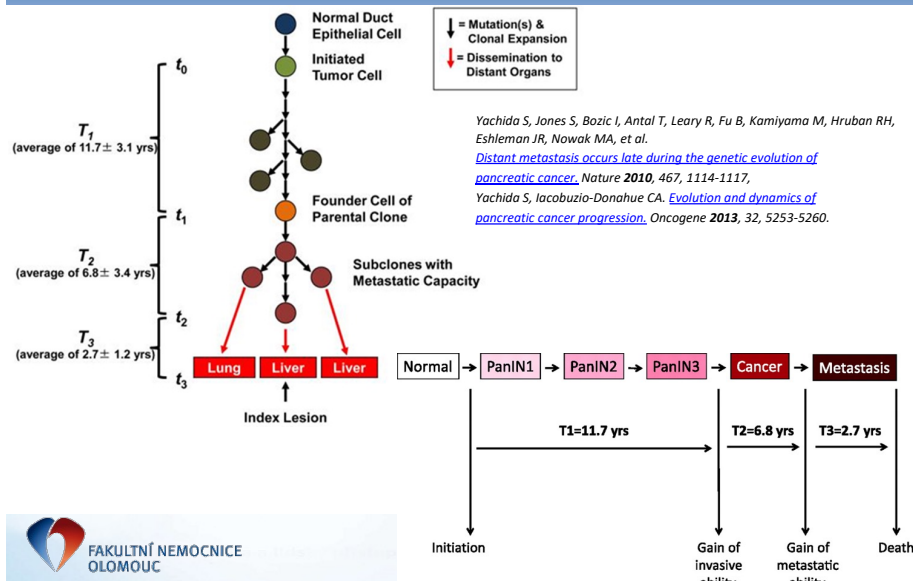 Normal Duct
Epithelial Cell
Initiated
Tumor Cell
= Mutation(s) &
Clonal Expansion
= Dissemination to
Distant Organs
t0
T1
(average of 11.7± 3.1 yrs)
Yachida S, Jones S, Bozic I, Antal T, Leary R, Fu B, Kamiyama M, Hruban RH,
Eshleman JR, Nowak MA, et al.
Distant metastasis occurs late during the genetic evolution of
pancreatic cancer. Nature 2010, 467, 1114-1117,
Yachida S, Iacobuzio-Donahue CA. Evolution and dynamics of
pancreatic cancer progression. Oncogene 2013, 32, 5253-5260.
Founder Cell of
Parental Clone
t1
T2
(average of 6.8± 3.4 yrs)
Subclones with
Metastatic Capacity
t2
T3
(average of 2.7± 1.2 yrs)
t3
Lung Liver Liver
Index Lesion
Normal PanIN1 PanIN2 PanIN3 Cancer Metastasis
T1=11.7 yrs T2=6.8 yrs T3=2.7 yrs
Initiation Gain of invasive ability Gain of metastatic ability Death
FAKULTNÍ NEMOCNICE
OLOMOUC